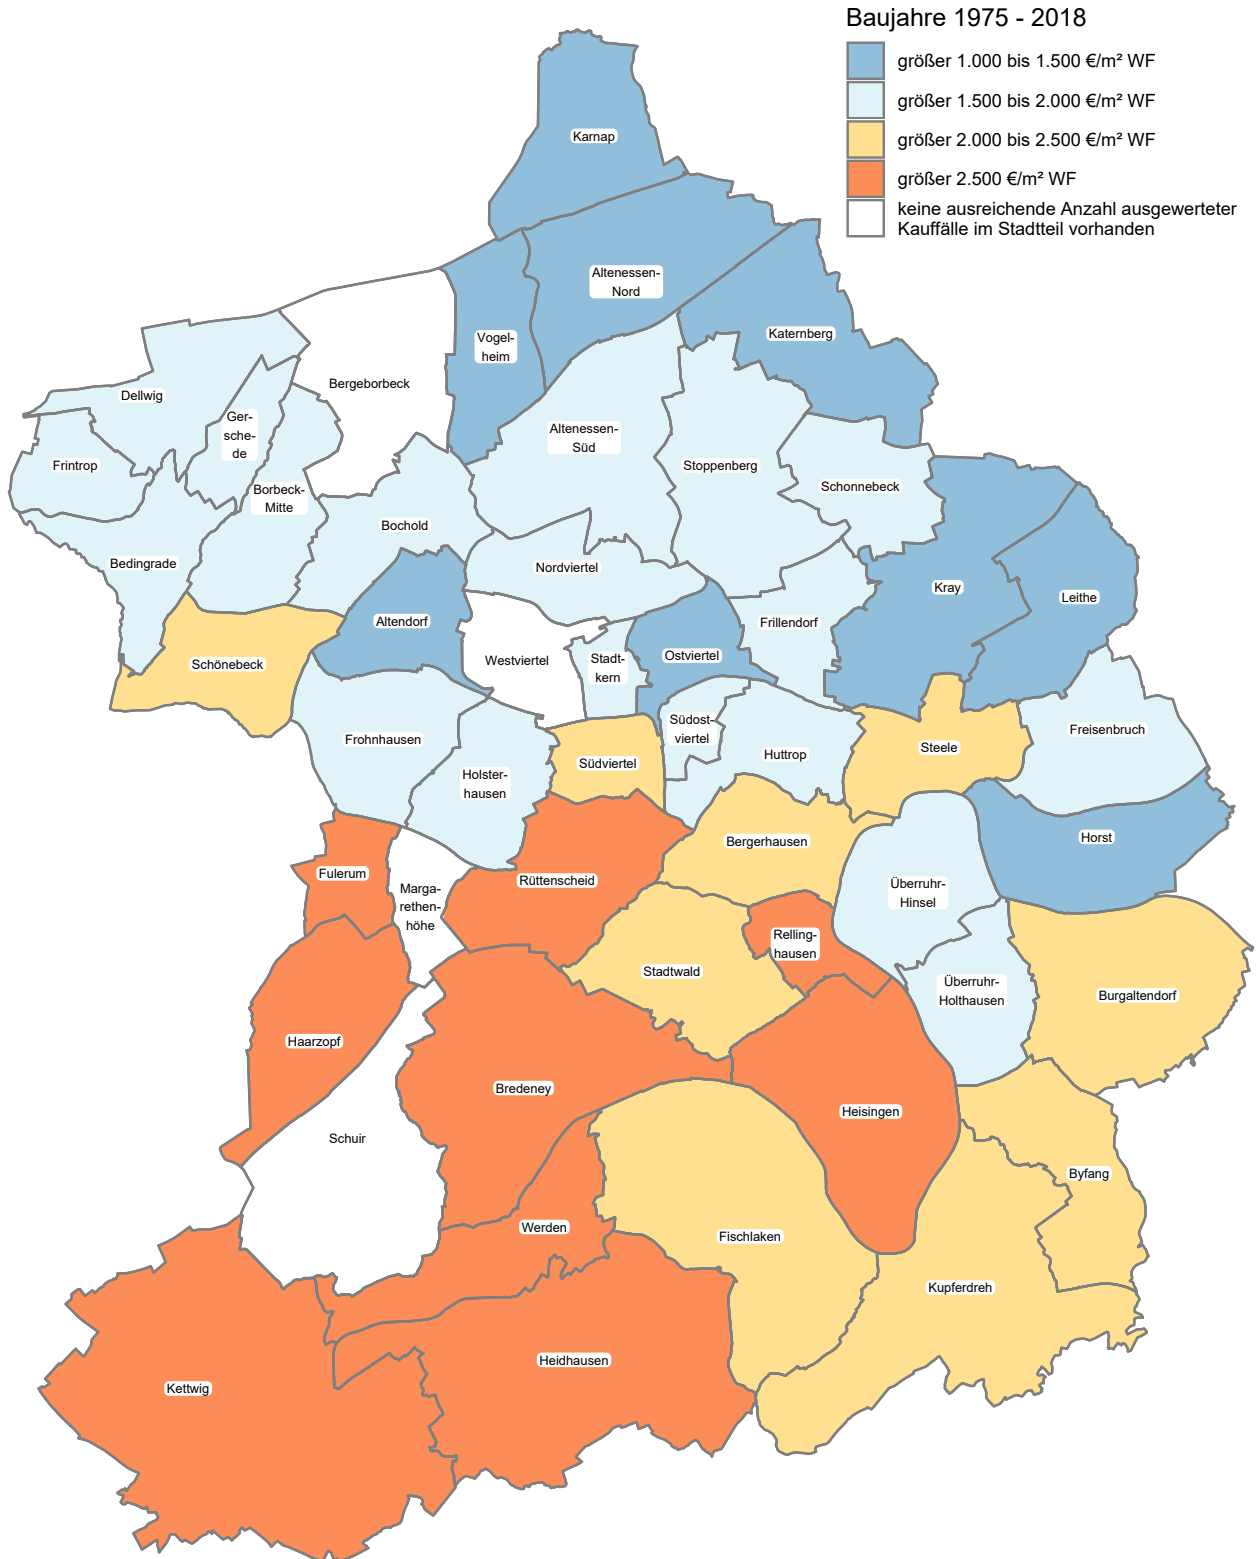 Baujahre 1975 - 2018
größer 1.000 bis 1.500 €/m² WF
größer 1.500 bis 2.000 €/m² WF
größer 2.000 bis 2.500 €/m² WF
größer 2.500 €/m² WF
keine ausreichende Anzahl ausgewerteter
Kauffälle im Stadtteil vorhanden
Karnap
Altenessen-
Nord
Katernberg
Vogel-
heim
Bergeborbeck
Dellwig
Ger-
sche-
de
Frintrop
Borbeck-
Mitte
Altenessen-
Süd
Stoppenberg
Schonnebeck
Bochold
Bedingrade
Nordviertel
Kray
Leithe
Altendorf
Frillendorf
Schönebeck
Westviertel
Stadt-
kern
Ostviertel
Südost-
viertel
Freisenbruch
Frohnhausen
Steele
Huttrop
Südviertel
Holster-
hausen
Horst
Bergerhausen
Fulerum
Rüttenscheid
Marga-
rethen-
höhe
Überruhr-
Hinsel
Relling-
hausen
Stadtwald
Überruhr-
Holthausen
Burgaltendorf
Haarzopf
Bredeney
Heisingen
Schuir
Byfang
Werden
Fischlaken
Kupferdreh
Heidhausen
Kettwig